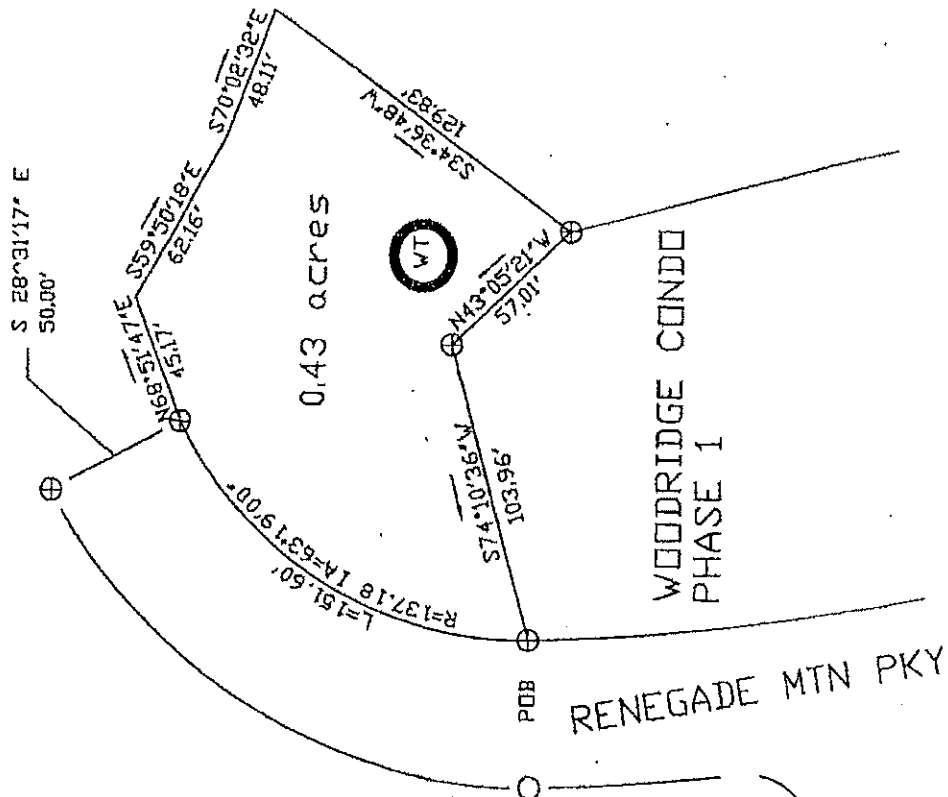 S 28°31'17" E
50.00'
N68°51'47"E
45.17'
S59°50'18"E
62.16'
S70°02'32"E
48.11'
S34°36'48"W
129.83'
0.43 acres
WT
N43°05'21"W
57.01'
S74°10'36"W
103.96'
L=151.60'
R=137.18 IA=63°19'00"
POB
WOODRIDGE CONDO
PHASE 1
RENEGADE MTN PKY